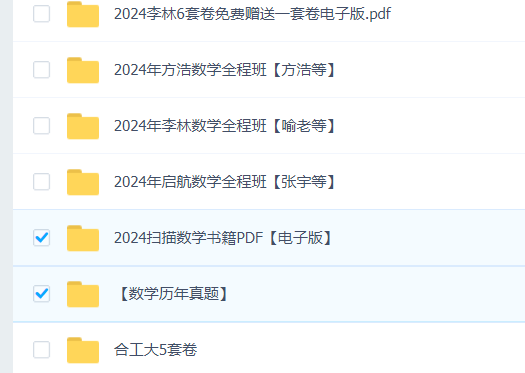 2024李林6套卷免费赠送一套卷电子版.pdf
2024年方浩数学全程班【方浩等】
2024年李林数学全程班【喻老等】
2024年启航数学全程班【张宇等】
2024扫描数学书籍PDF【电子版】
【数学历年真题】
合工大5套卷